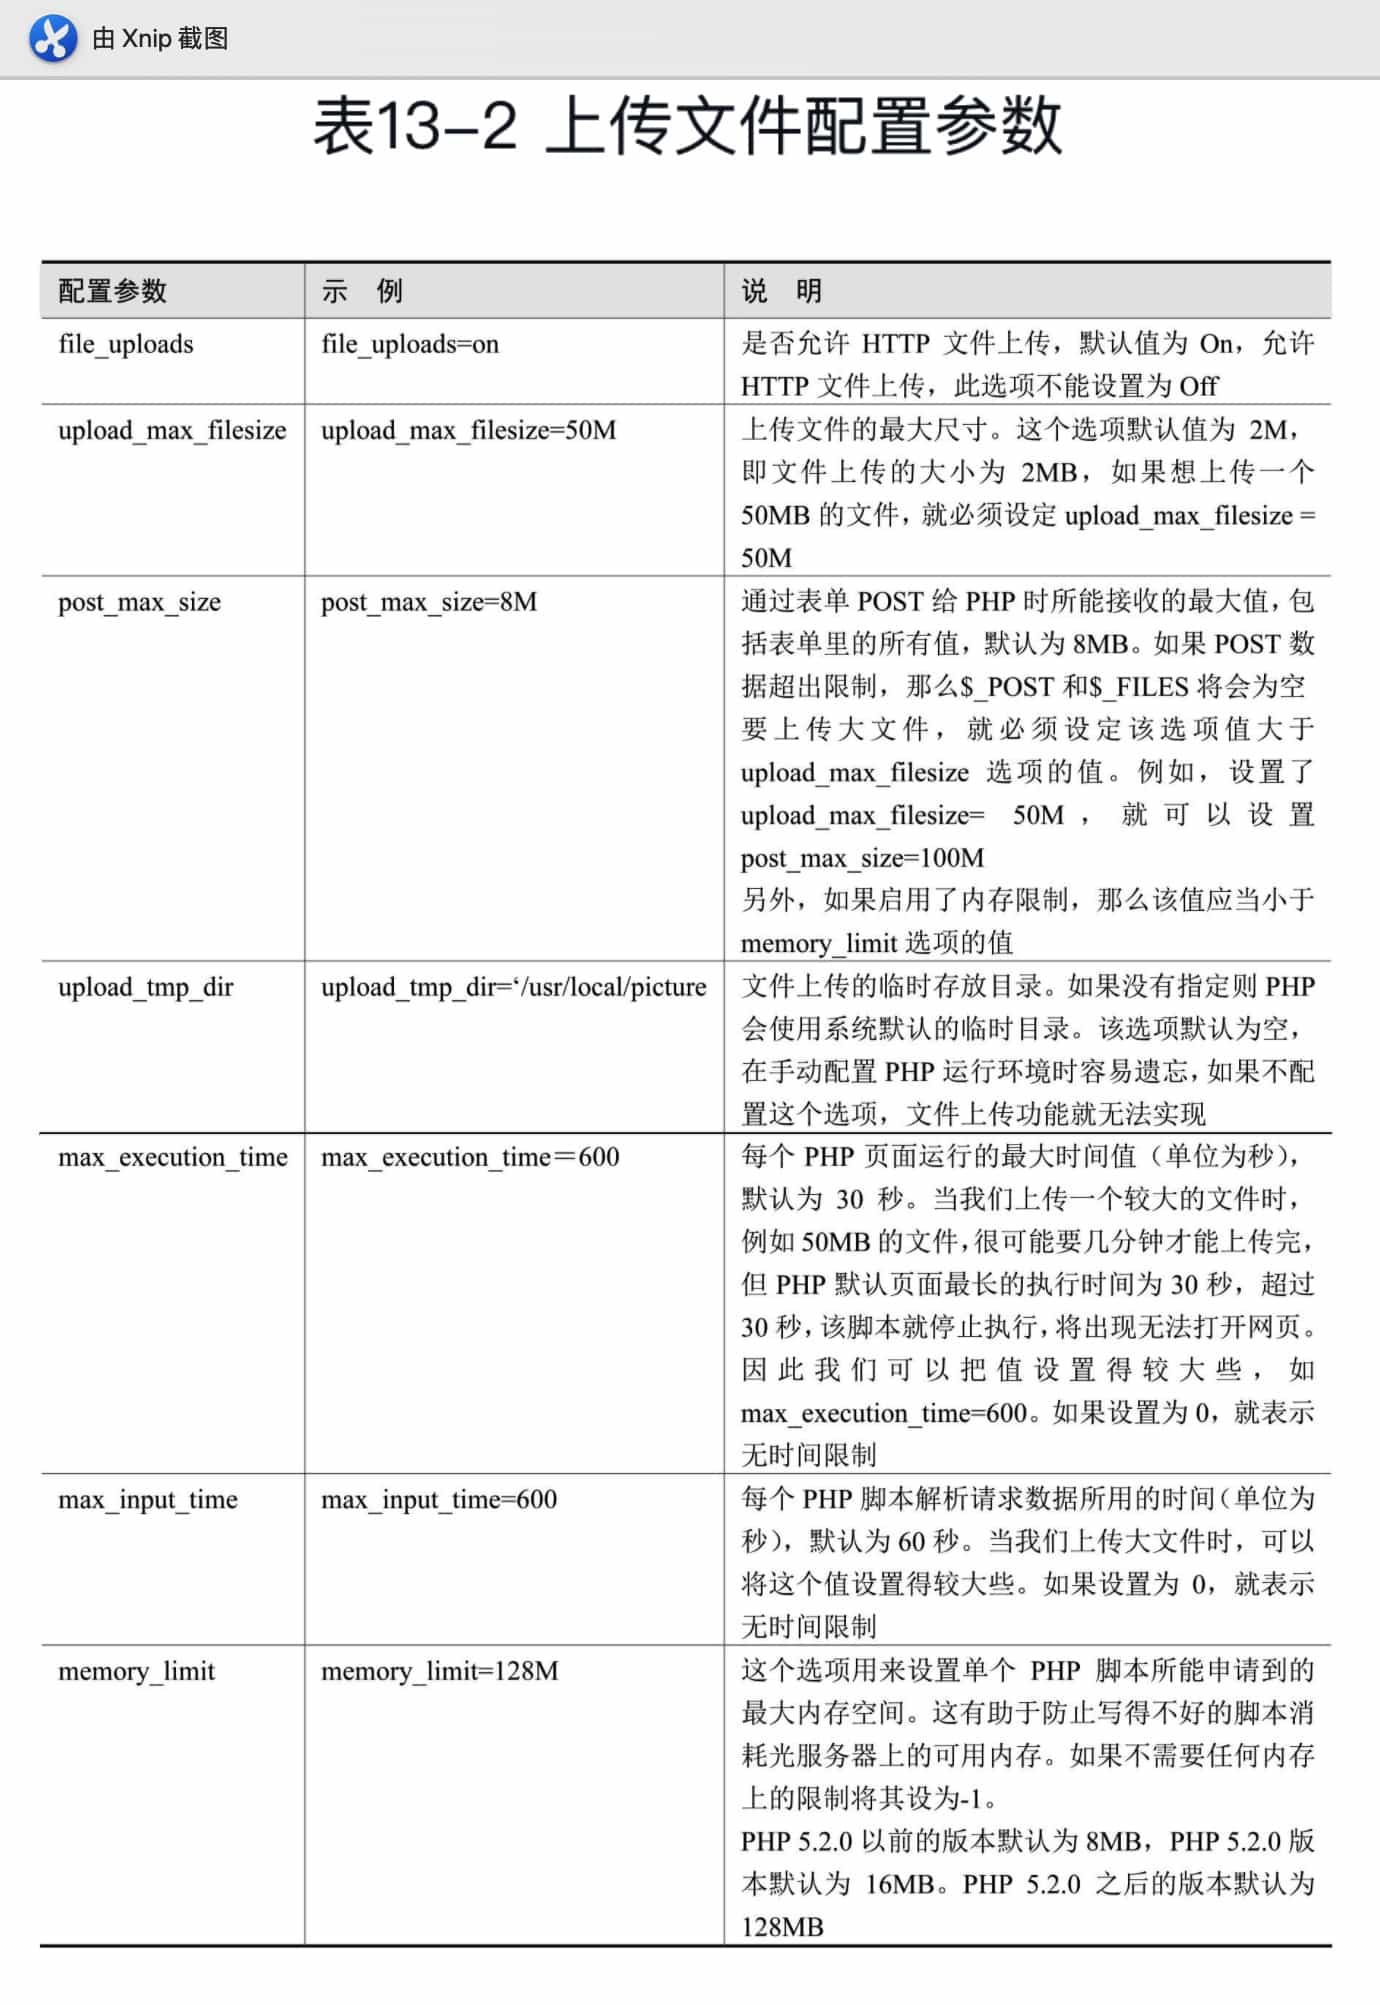 由 Xnip 截图
表13-2 上传文件配置参数
配置参数
示 例
说 明
file_uploads
file_uploads=on
是否允许 HTTP 文件上传，默认值为 On，允许
HTTP 文件上传，此选项不能设置为 Off
upload_max_filesize
upload_max_filesize=50M
上传文件的最大尺寸。这个选项默认值为 2M，
即文件上传的大小为 2MB，如果想上传一个
50MB 的文件，就必须设定 upload_max_filesize =
50M
post_max_size
post_max_size=8M
通过表单 POST 给 PHP 时所能接收的最大值，包
括表单里的所有值，默认为 8MB。如果 POST 数
据超出限制，那么$_POST 和$_FILES 将会为空
要上传大文件，就必须设定该选项值大于
upload_max_filesize 选项的值。例如，设置了
upload_max_filesize= 50M，就可以设置
post_max_size=100M
另外，如果启用了内存限制，那么该值应当小于
memory_limit 选项的值
upload_tmp_dir
upload_tmp_dir=‘/usr/local/picture
文件上传的临时存放目录。如果没有指定则 PHP
会使用系统默认的临时目录。该选项默认为空，
在手动配置 PHP 运行环境时容易遗忘，如果不配
置这个选项，文件上传功能就无法实现
max_execution_time
max_execution_time＝600
每个 PHP 页面运行的最大时间值（单位为秒），
默认为 30 秒。当我们上传一个较大的文件时，
例如 50MB 的文件，很可能要几分钟才能上传完，
但 PHP 默认页面最长的执行时间为 30 秒，超过
30 秒，该脚本就停止执行，将出现无法打开网页。
因此我们可以把值设置得较大些，如
max_execution_time=600。如果设置为 0，就表示
无时间限制
max_input_time
max_input_time=600
每个 PHP 脚本解析请求数据所用的时间（单位为
秒），默认为 60 秒。当我们上传大文件时，可以
将这个值设置得较大些。如果设置为 0，就表示
无时间限制
memory_limit
memory_limit=128M
这个选项用来设置单个 PHP 脚本所能申请到的
最大内存空间。这有助于防止写得不好的脚本消
耗光服务器上的可用内存。如果不需要任何内存
上的限制将其设为-1。
PHP 5.2.0 以前的版本默认为 8MB，PHP 5.2.0 版
本默认为 16MB。PHP 5.2.0 之后的版本默认为
128MB